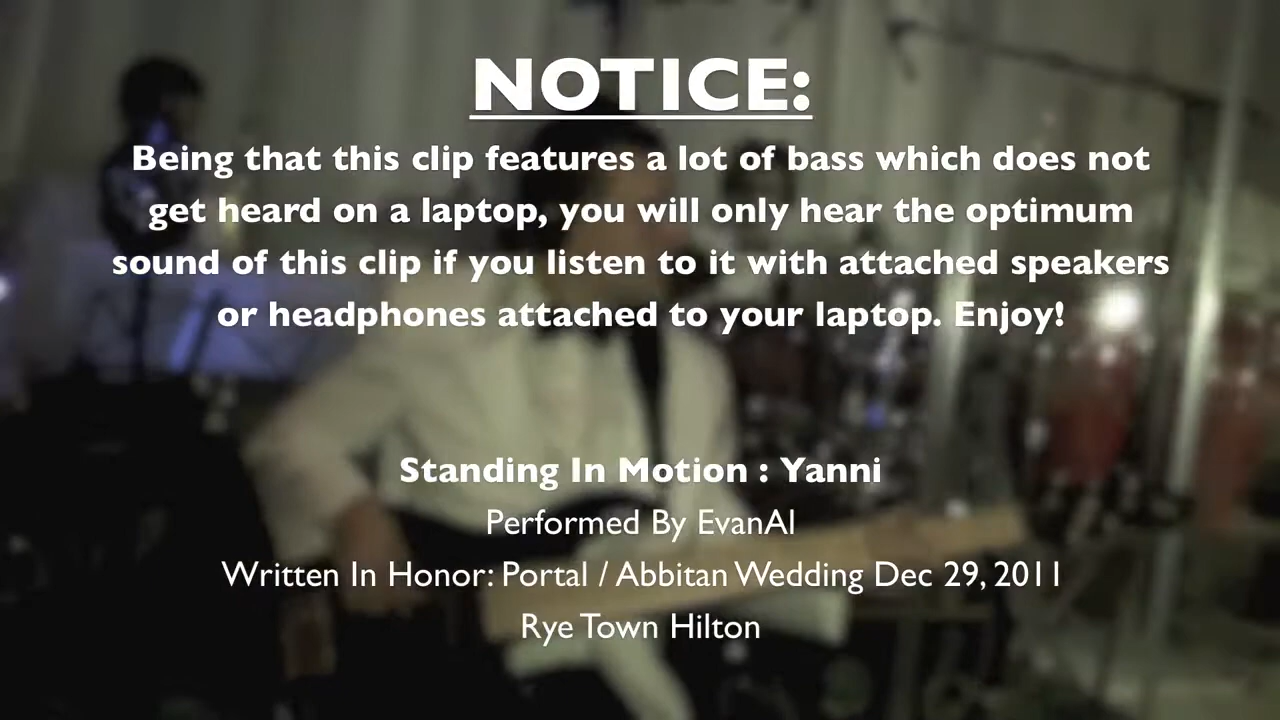 NOTICE:
Being that this clip features a lot of bass which does not
get heard on a laptop, you will only hear the optimum
sound of this clip if you listen to it with attached speakers
or headphones attached to your laptop. Enjoy!
Standing In Motion : Yanni
Performed By EvanAl
Written In Honor: Portal / Abbitan Wedding Dec 29, 2011
Rye Town Hilton